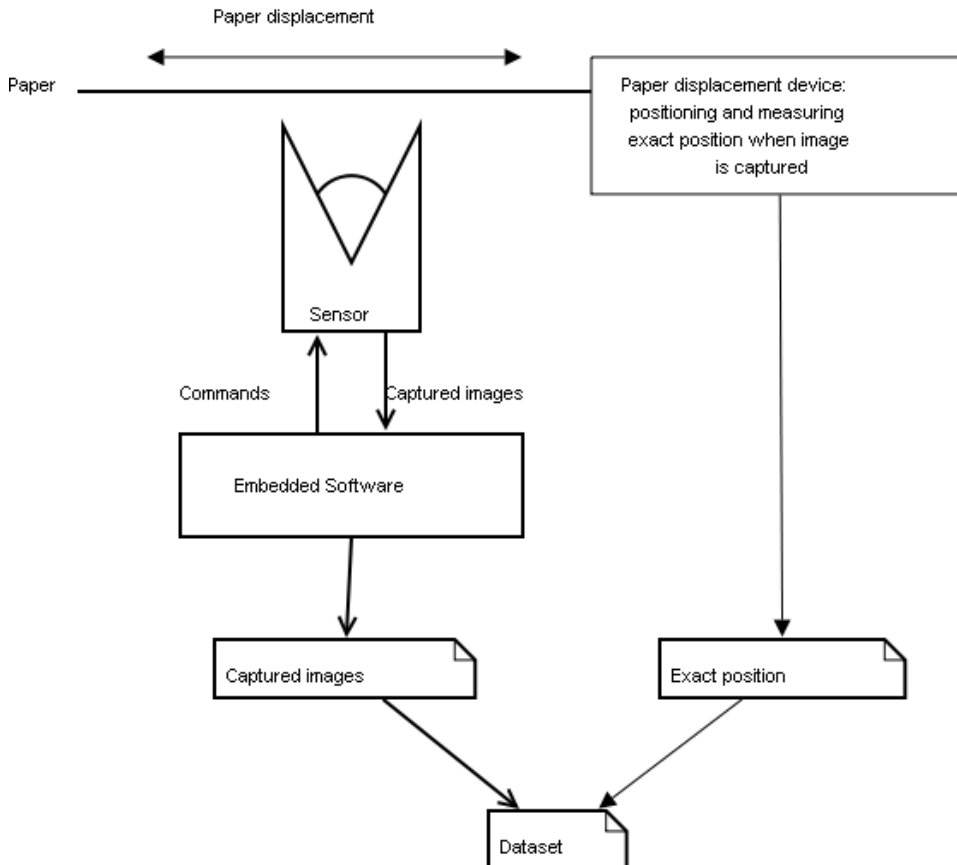 Paper displacement
Paper
Paper displacement device:
positioning and measuring
exact position when image
is captured
Sensor
Commands
Captured images
Embedded Software
Captured images
Exact position
Dataset